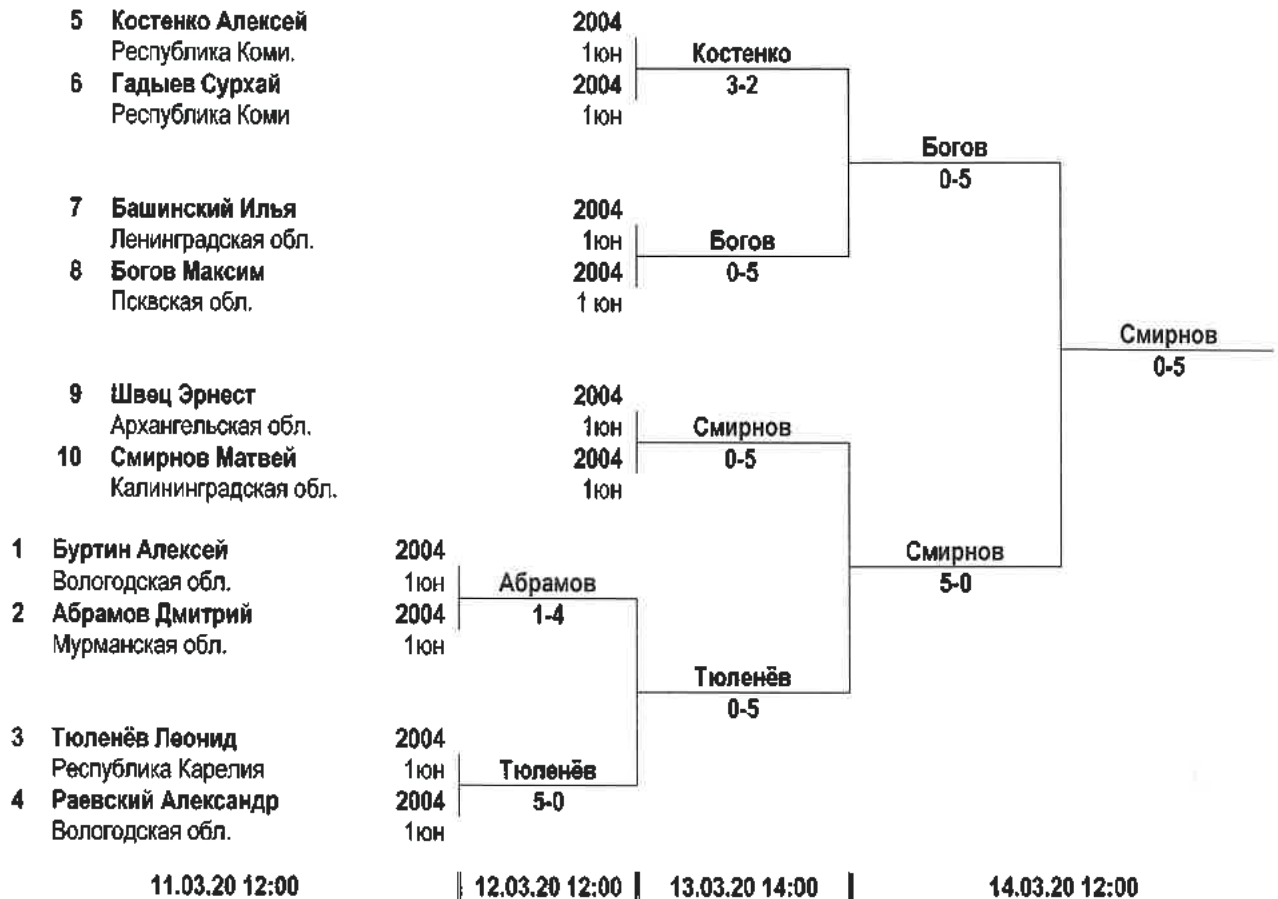 5 Костенко Алексей 2004
Республика Коми. 1юн Костенко
6 Гадыев Сурхай 2004 3-2
Республика Коми 1юн
Богов
0-5
7 Башинский Илья 2004
Ленинградская обл. 1юн Богов
8 Богов Максим 2004 0-5
Псквская обл. 1 юн
Смирнов
0-5
9 Швец Эрнест 2004
Архангельская обл. 1юн Смирнов
10 Смирнов Матвей 2004 0-5
Калининградская обл. 1юн
1 Буртин Алексей 2004 Смирнов
Вологодская обл. 1юн Абрамов 5-0
2 Абрамов Дмитрий 2004 1-4
Мурманская обл. 1юн
Тюленёв
0-5
3 Тюленёв Леонид 2004
Республика Карелия 1юн Тюленёв
4 Раевский Александр 2004 5-0
Вологодская обл. 1юн
11.03.20 12:00 12.03.20 12:00 13.03.20 14:00 14.03.20 12:00